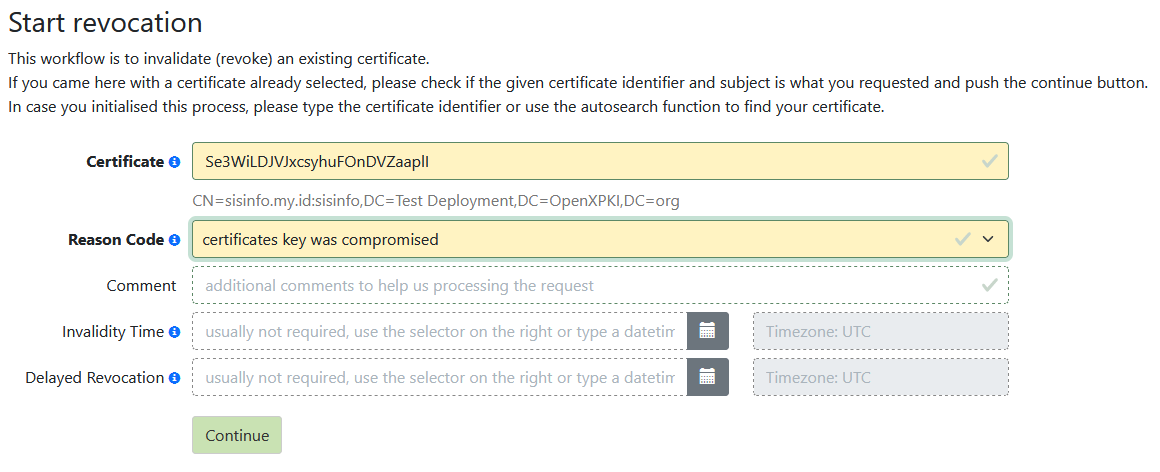 Start revocation
This workflow is to invalidate (revoke) an existing certificate.
If you came here with a certificate already selected, please check if the given certificate identifier and subject is what you requested and push the continue button.
In case you initialised this process, please type the certificate identifier or use the autosearch function to find your certificate.
Certificate Se3WiLDJVJxcsyhuFOnDVZaaplI
CN=sisinfo.my.id:sisinfo,DC=Test Deployment,DC=OpenXPKI,DC=org
Reason Code certificates key was compromised
Comment additional comments to help us processing the request
Invalidity Time usually not required, use the selector on the right or type a datetim Timezone: UTC
Delayed Revocation usually not required, use the selector on the right or type a datetim Timezone: UTC
Continue